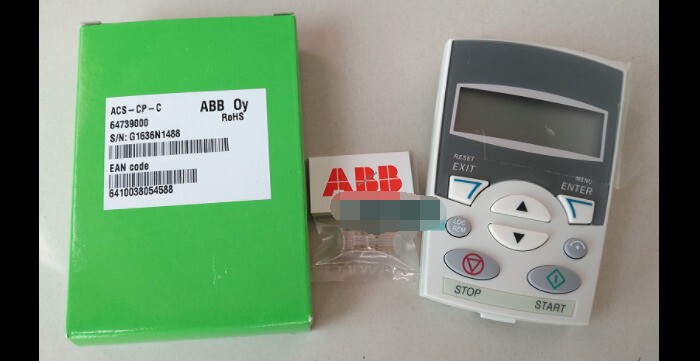 ACS-CP-C
ABB Oy
64739000
RoHS
S/N: G1636N1488
EAN code
6410038054588
ABB
RESET
EXIT
MENU
ENTER
LOC
REM
STOP
START